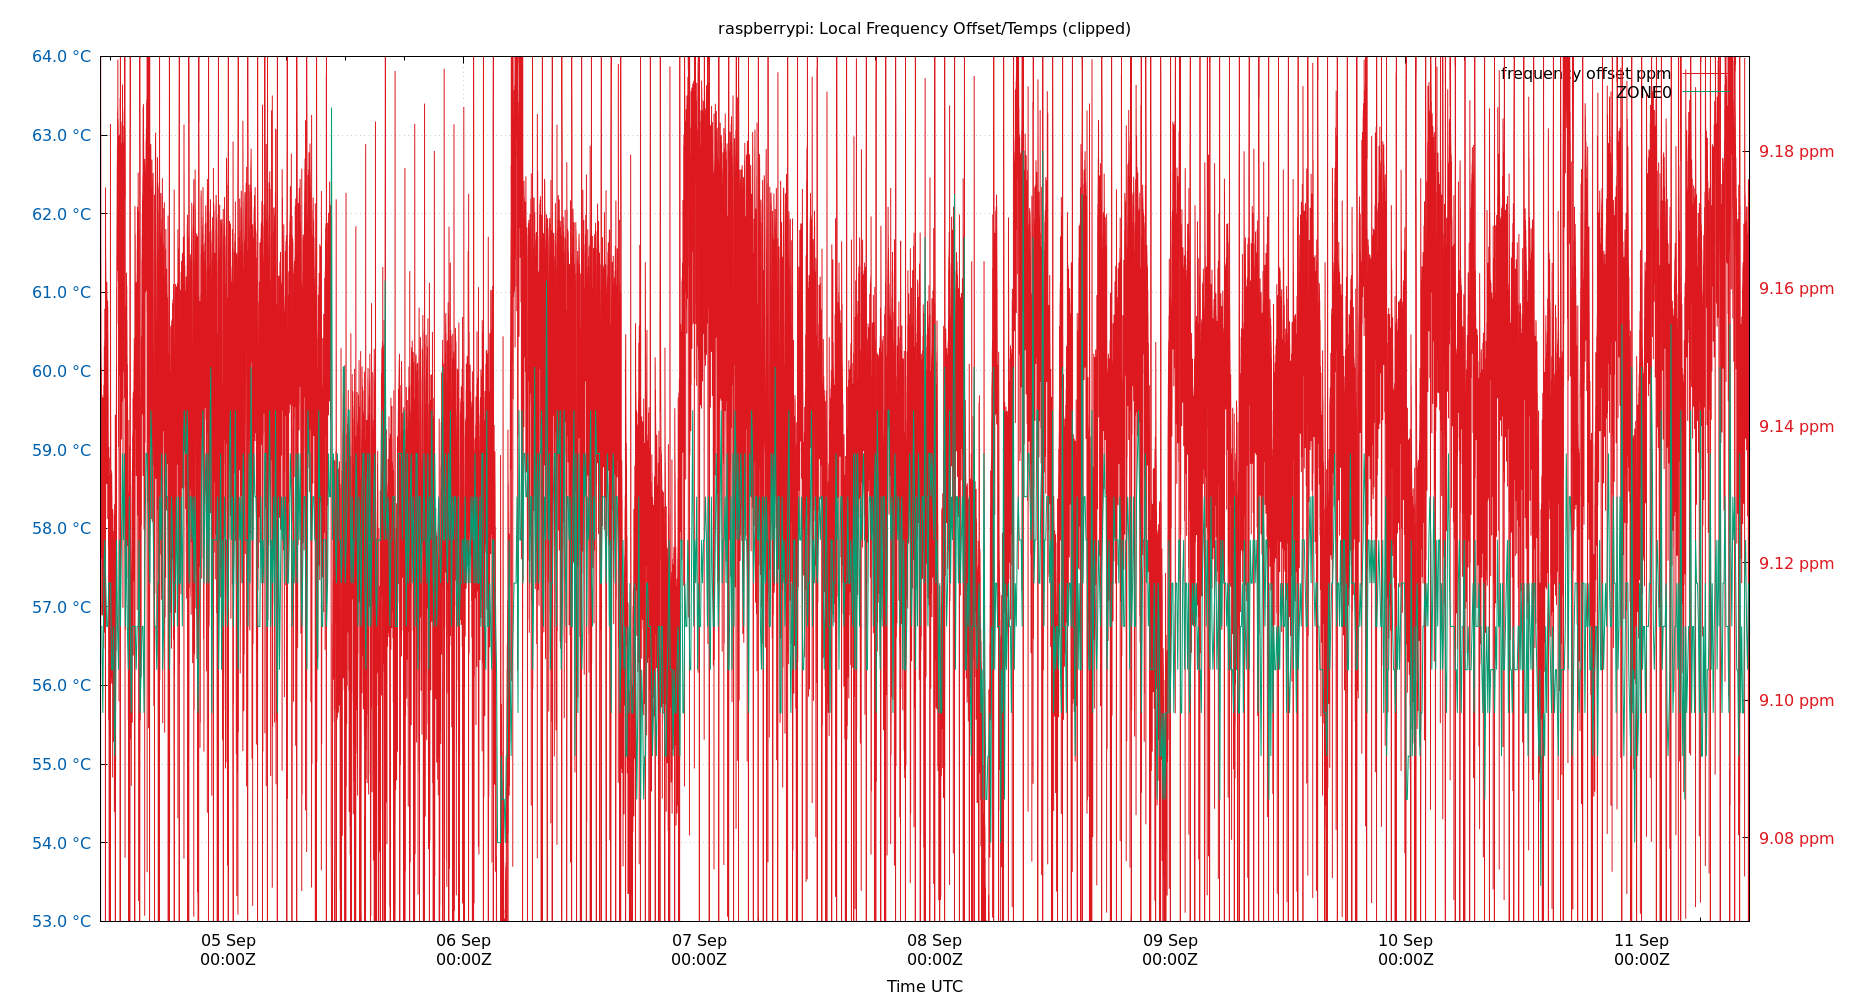 raspberrypi: Local Frequency Offset/Temps (clipped)
64.0 °C
63.0 °C
62.0 °C
61.0 °C
60.0 °C
59.0 °C
58.0 °C
57.0 °C
56.0 °C
55.0 °C
54.0 °C
53.0 °C
frequency offset ppm
ZONE0
9.18 ppm
9.16 ppm
9.14 ppm
9.12 ppm
9.10 ppm
9.08 ppm
05 Sep 06 Sep 07 Sep 08 Sep 09 Sep 10 Sep 11 Sep
00:00Z 00:00Z 00:00Z 00:00Z 00:00Z 00:00Z 00:00Z
Time UTC